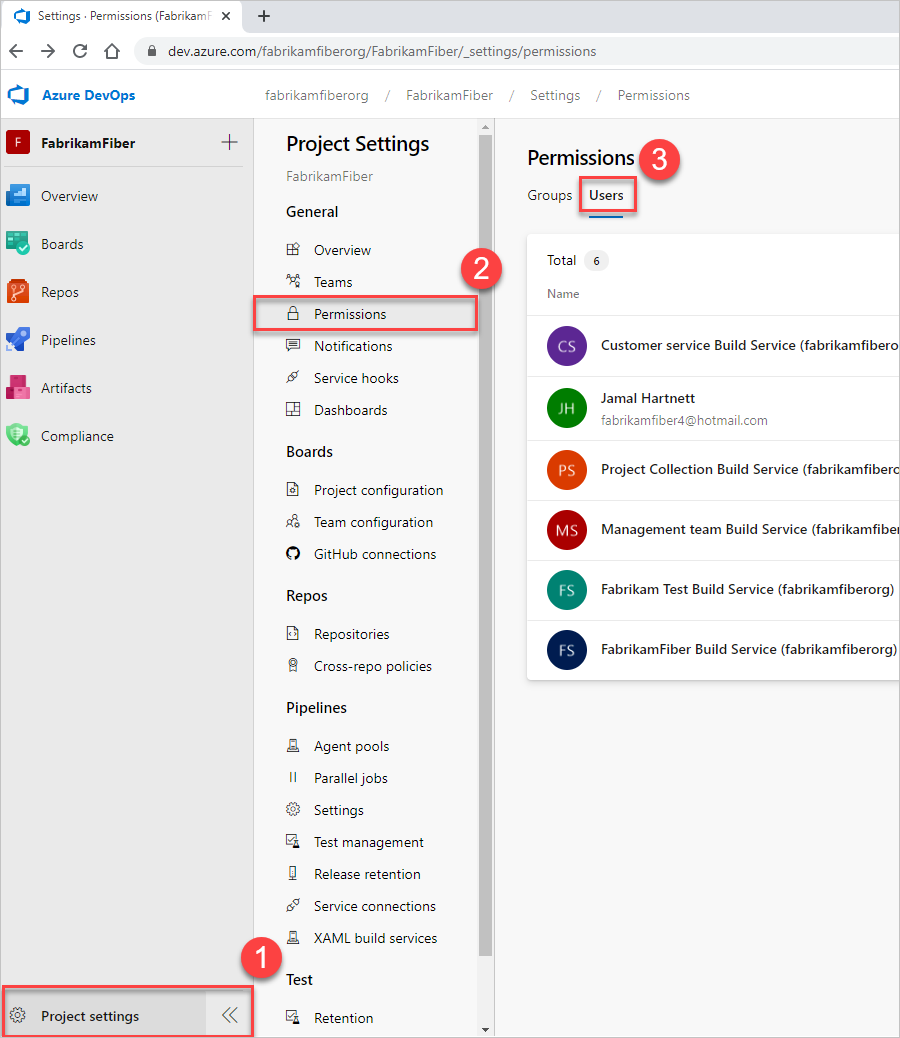 Settings · Permissions (Fabrikam
dev.azure.com/fabrikamfiberorg/FabrikamFiber/_settings/permissions
Azure DevOps
fabrikamfiberorg / FabrikamFiber / Settings / Permissions
F FabrikamFiber
Overview
Boards
Repos
Pipelines
Artifacts
Compliance
1
Project settings
Project Settings
FabrikamFiber
General
Overview
Teams
2
Permissions
Notifications
Service hooks
Dashboards
Boards
Project configuration
Team configuration
GitHub connections
Repos
Repositories
Cross-repo policies
Pipelines
Agent pools
Parallel jobs
Settings
Test management
Release retention
Service connections
XAML build services
Test
Retention
Permissions
3
Groups Users
Total 6
Name
CS Customer service Build Service (fabrikamfibero
JH Jamal Hartnett
fabrikamfiber4@hotmail.com
PS Project Collection Build Service (fabrikamfibero
MS Management team Build Service (fabrikamfiber
FS Fabrikam Test Build Service (fabrikamfiberorg)
FS FabrikamFiber Build Service (fabrikamfiberorg)